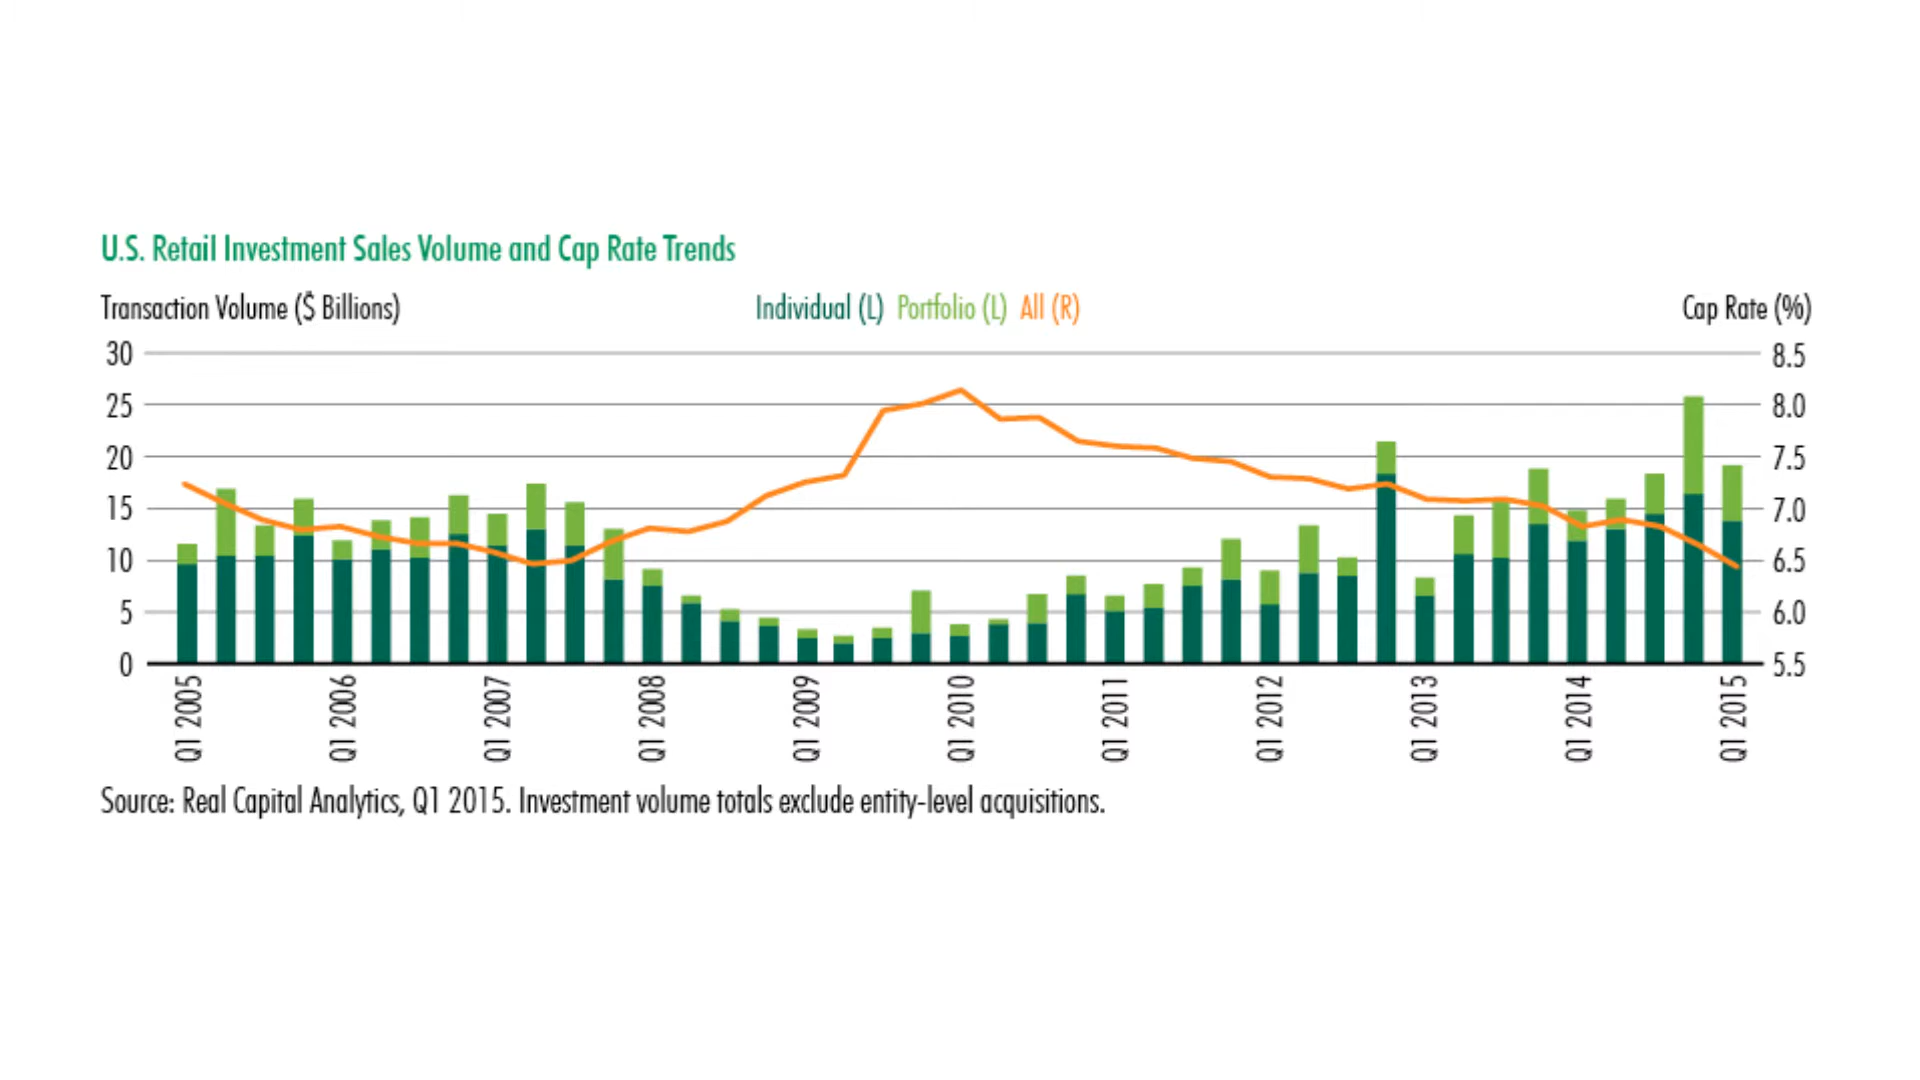 U.S. Retail Investment Sales Volume and Cap Rate Trends
Transaction Volume ($ Billions) Individual (L) Portfolio (L) All (R) Cap Rate (%)
30 8.5
25 8.0
20 7.5
15 7.0
10 6.5
5 6.0
0 5.5
Q1 2005 Q1 2006 Q1 2007 Q1 2008 Q1 2009 Q1 2010 Q1 2011 Q1 2012 Q1 2013 Q1 2014 Q1 2015
Source: Real Capital Analytics, Q1 2015. Investment volume totals exclude entity-level acquisitions.